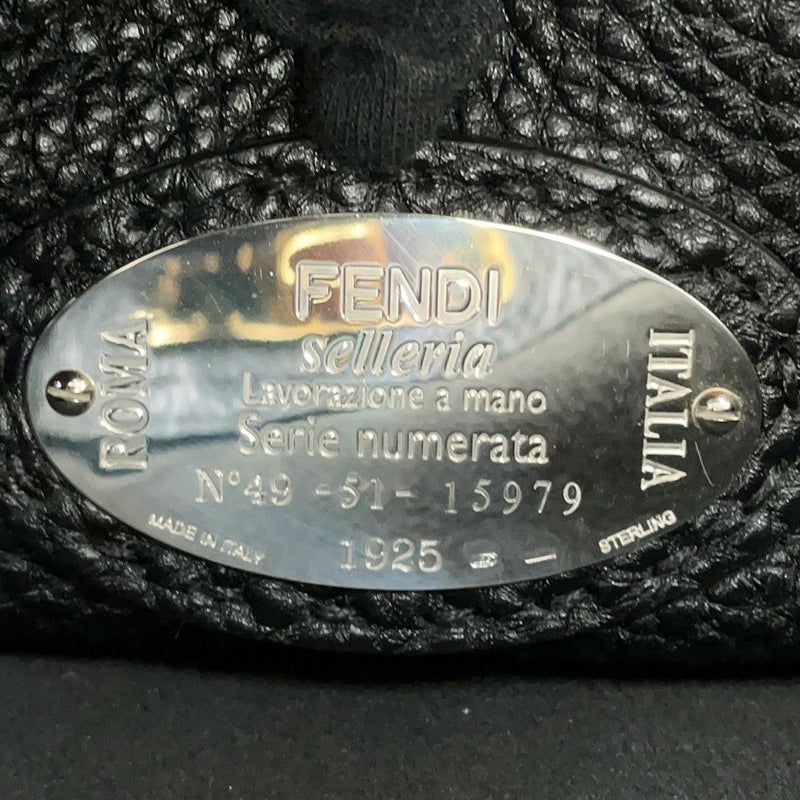 FENDI
selleria
Lavorazione a mano
Serie numerata
N°49 -51- 15979
1925
ROMA
ITALIA
MADE IN ITALY
STERLING